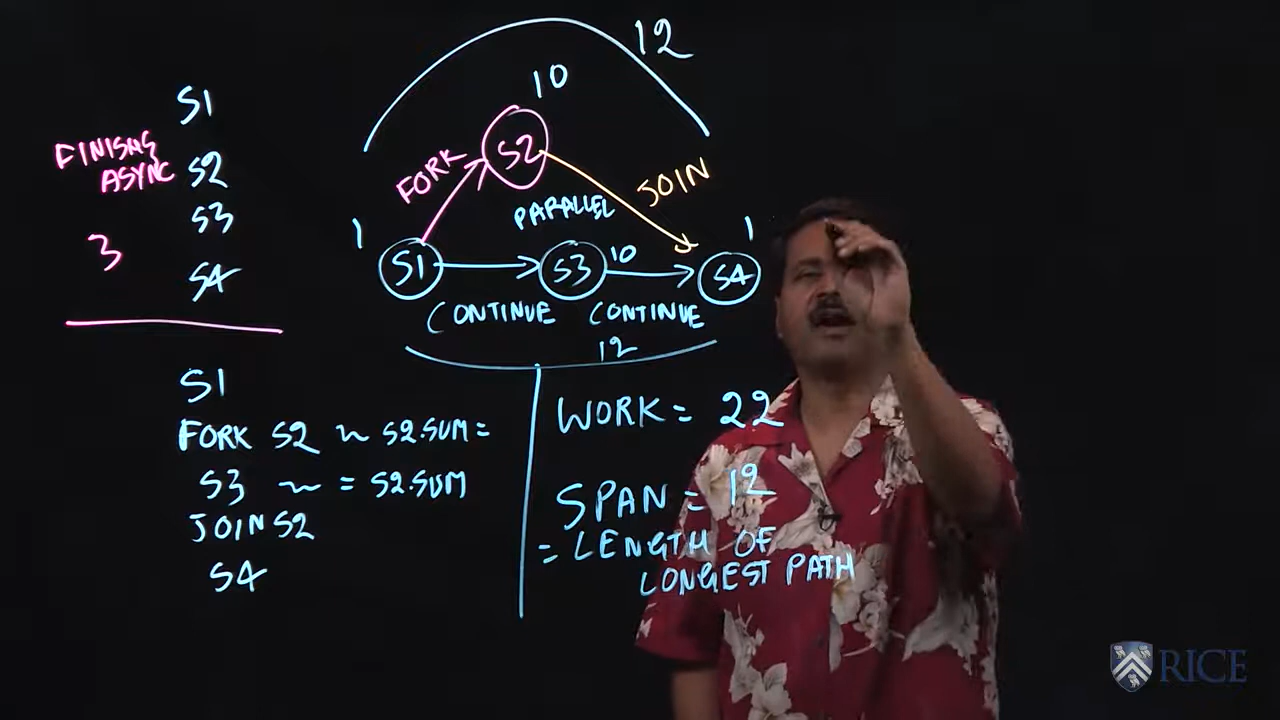 S1
FINISH
ASYNC
S2
3
S3
S4
S1
FORK S2 ~ S2.SUM =
S3 ~ = S2.SUM
JOIN S2
S4
12
10
S2
FORK
JOIN
PARALLEL
1
S1
S3
10
S4
1
CONTINUE
CONTINUE
12
WORK = 22
SPAN = 12
= LENGTH OF
LONGEST PATH
RICE